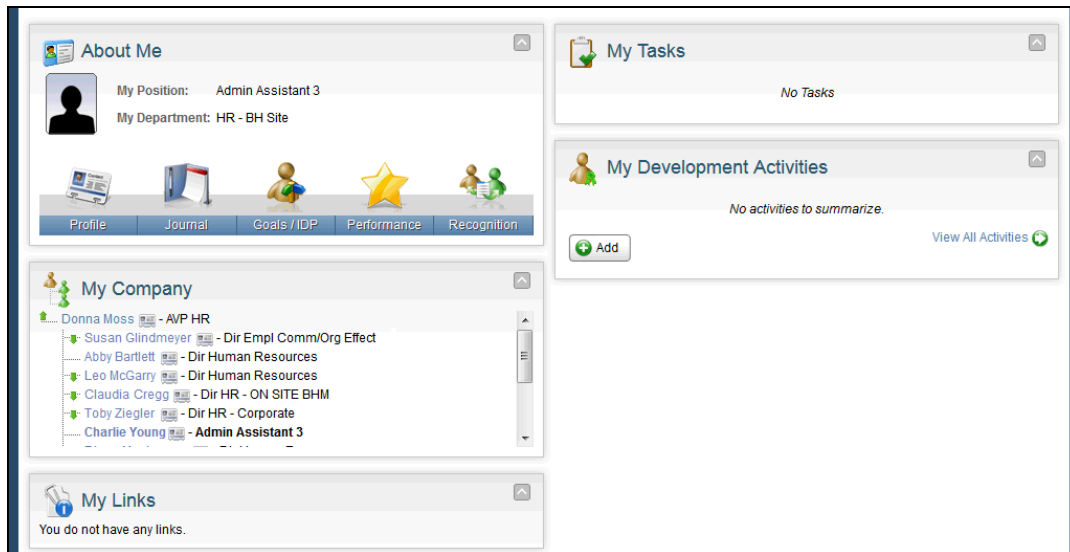 About Me
My Position: Admin Assistant 3
My Department: HR - BH Site
Profile Journal Goals / IDP Performance Recognition
My Company
Donna Moss - AVP HR
Susan Glindmeyer - Dir Empl Comm/Org Effect
Abby Bartlett - Dir Human Resources
Leo McGarry - Dir Human Resources
Claudia Cregg - Dir HR - ON SITE BHM
Toby Ziegler - Dir HR - Corporate
Charlie Young - Admin Assistant 3
My Links
You do not have any links.
My Tasks
No Tasks
My Development Activities
No activities to summarize.
Add
View All Activities